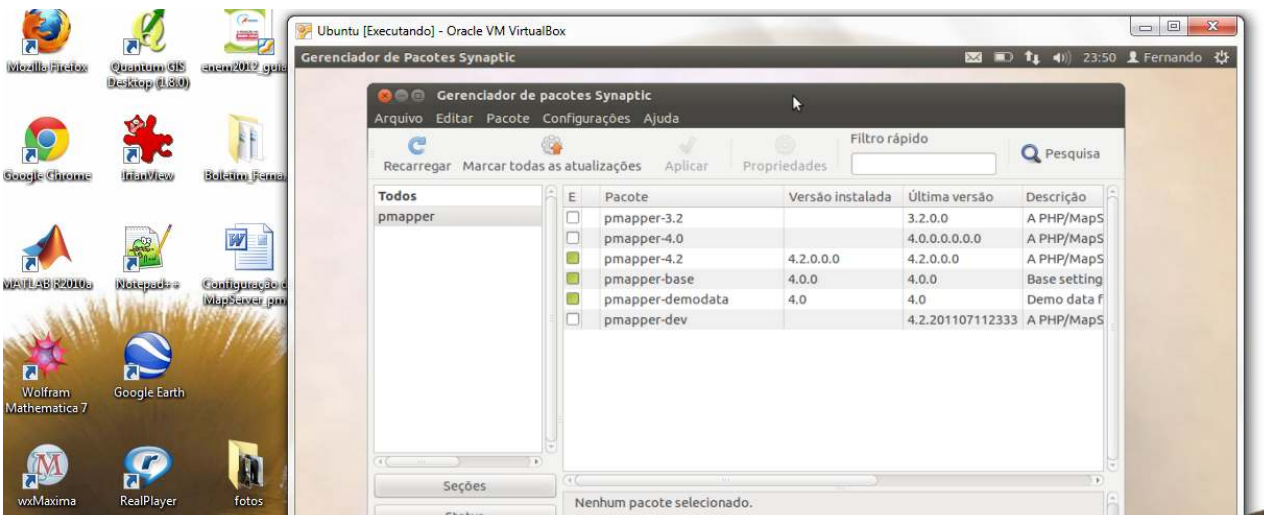 Mozilla Firefox
Quantum GIS
Desktop (1.8.0)
enem2012_guia
Google Chrome
IrfanView
Boletim_Ferna
MATLAB R2010a
Notepad++
Configuração d
MapServer pm
Wolfram
Mathematica 7
Google Earth
wxMaxima
RealPlayer
fotos
Ubuntu [Executando] - Oracle VM VirtualBox
Gerenciador de Pacotes Synaptic 23:50 Fernando
Gerenciador de pacotes Synaptic
Arquivo Editar Pacote Configurações Ajuda
Recarregar Marcar todas as atualizações Aplicar Propriedades Filtro rápido Pesquisa
Todos
pmapper
E Pacote Versão instalada Última versão Descrição
pmapper-3.2 3.2.0.0 A PHP/MapS
pmapper-4.0 4.0.0.0.0.0 A PHP/MapS
pmapper-4.2 4.2.0.0.0 4.2.0.0.0 A PHP/MapS
pmapper-base 4.0.0 4.0.0 Base setting
pmapper-demodata 4.0 4.0 Demo data f
pmapper-dev 4.2.201107112333 A PHP/MapS
Seções
Nenhum pacote selecionado.